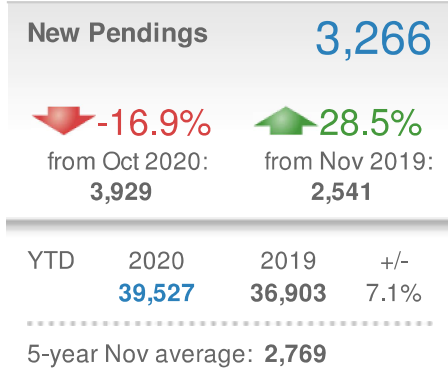 New Pendings 3,266
-16.9% 28.5%
from Oct 2020: from Nov 2019:
3,929 2,541
YTD 2020 2019 +/-
39,527 36,903 7.1%
5-year Nov average: 2,769